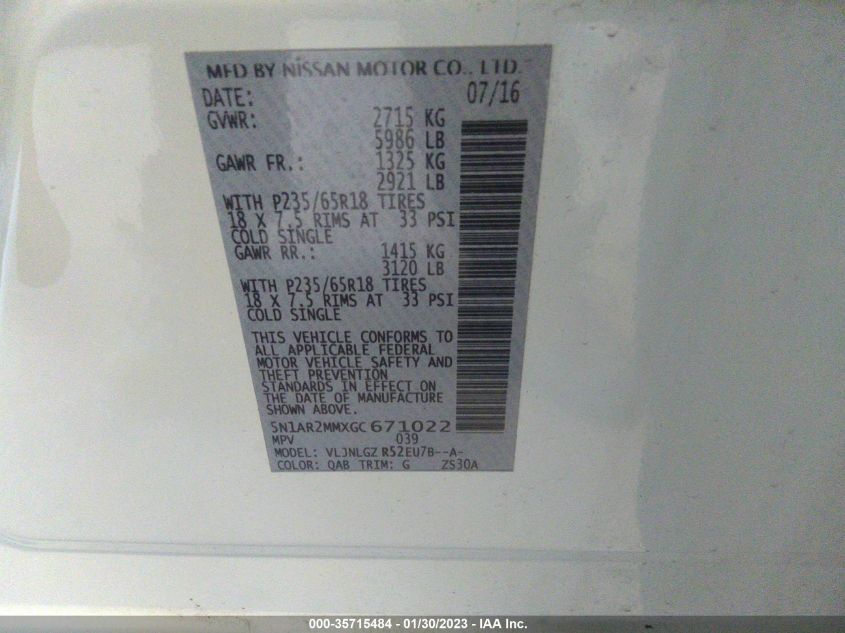 MFD BY NISSAN MOTOR CO., LTD.
DATE: 07/16
GVWR: 2715 KG
5986 LB
GAWR FR.: 1325 KG
2921 LB
WITH P235/65R18 TIRES
18 X 7.5 RIMS AT 33 PSI
COLD SINGLE
GAWR RR.: 1415 KG
3120 LB
WITH P235/65R18 TIRES
18 X 7.5 RIMS AT 33 PSI
COLD SINGLE
THIS VEHICLE CONFORMS TO
ALL APPLICABLE FEDERAL
MOTOR VEHICLE SAFETY AND
THEFT PREVENTION
STANDARDS IN EFFECT ON
THE DATE OF MANUFACTURE
SHOWN ABOVE.
5N1AR2MMXGC671022
MPV 039
MODEL: VLJNLGZ R52EU7B--A-
COLOR: QAB TRIM: G ZS30A
000-35715484 - 01/30/2023 - IAA Inc.